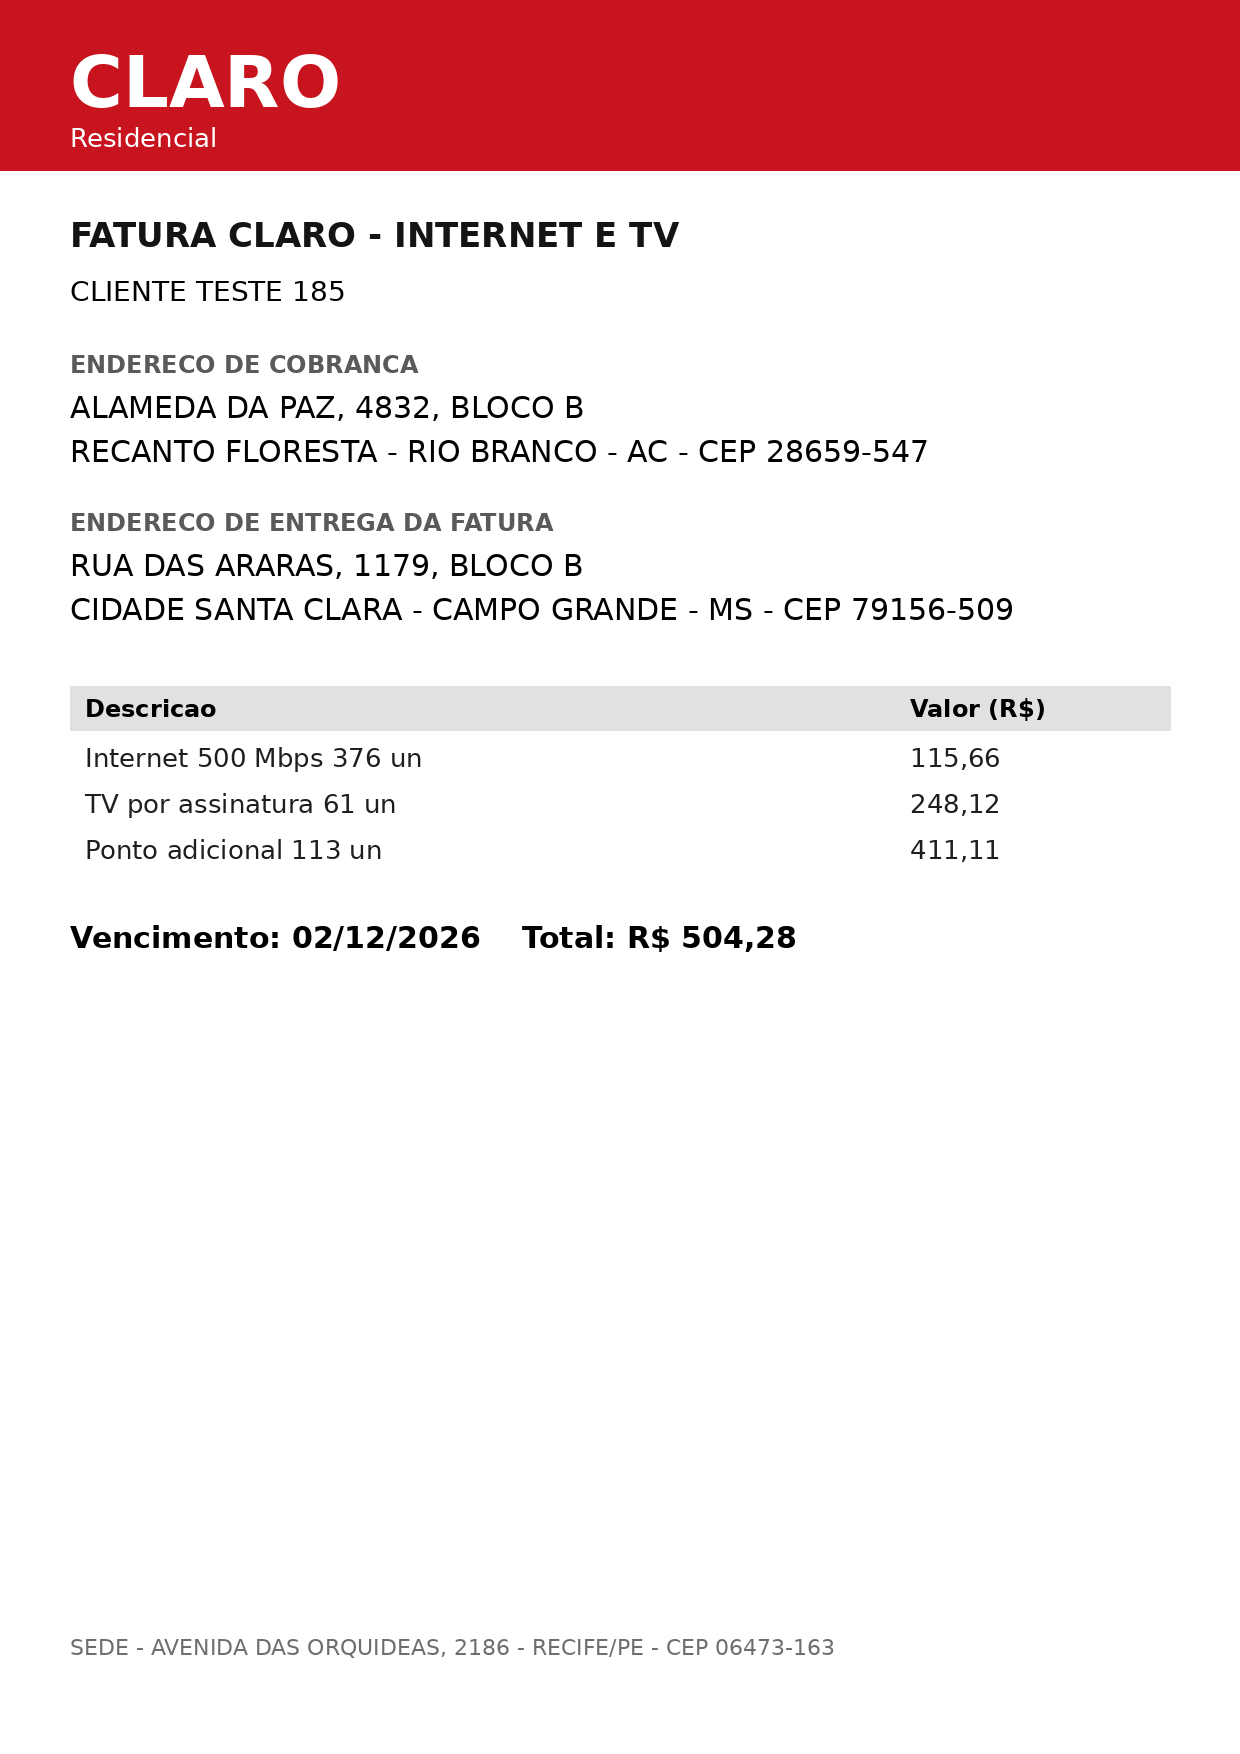 CLARO
Residencial
FATURA CLARO - INTERNET E TV
CLIENTE TESTE 185
ENDERECO DE COBRANCA
ALAMEDA DA PAZ, 4832, BLOCO B
RECANTO FLORESTA - RIO BRANCO - AC - CEP 28659-547
ENDERECO DE ENTREGA DA FATURA
RUA DAS ARARAS, 1179, BLOCO B
CIDADE SANTA CLARA - CAMPO GRANDE - MS - CEP 79156-509
Descricao Valor (R$)
Internet 500 Mbps 376 un 115,66
TV por assinatura 61 un 248,12
Ponto adicional 113 un 411,11
Vencimento: 02/12/2026 Total: R$ 504,28
SEDE - AVENIDA DAS ORQUIDEAS, 2186 - RECIFE/PE - CEP 06473-163